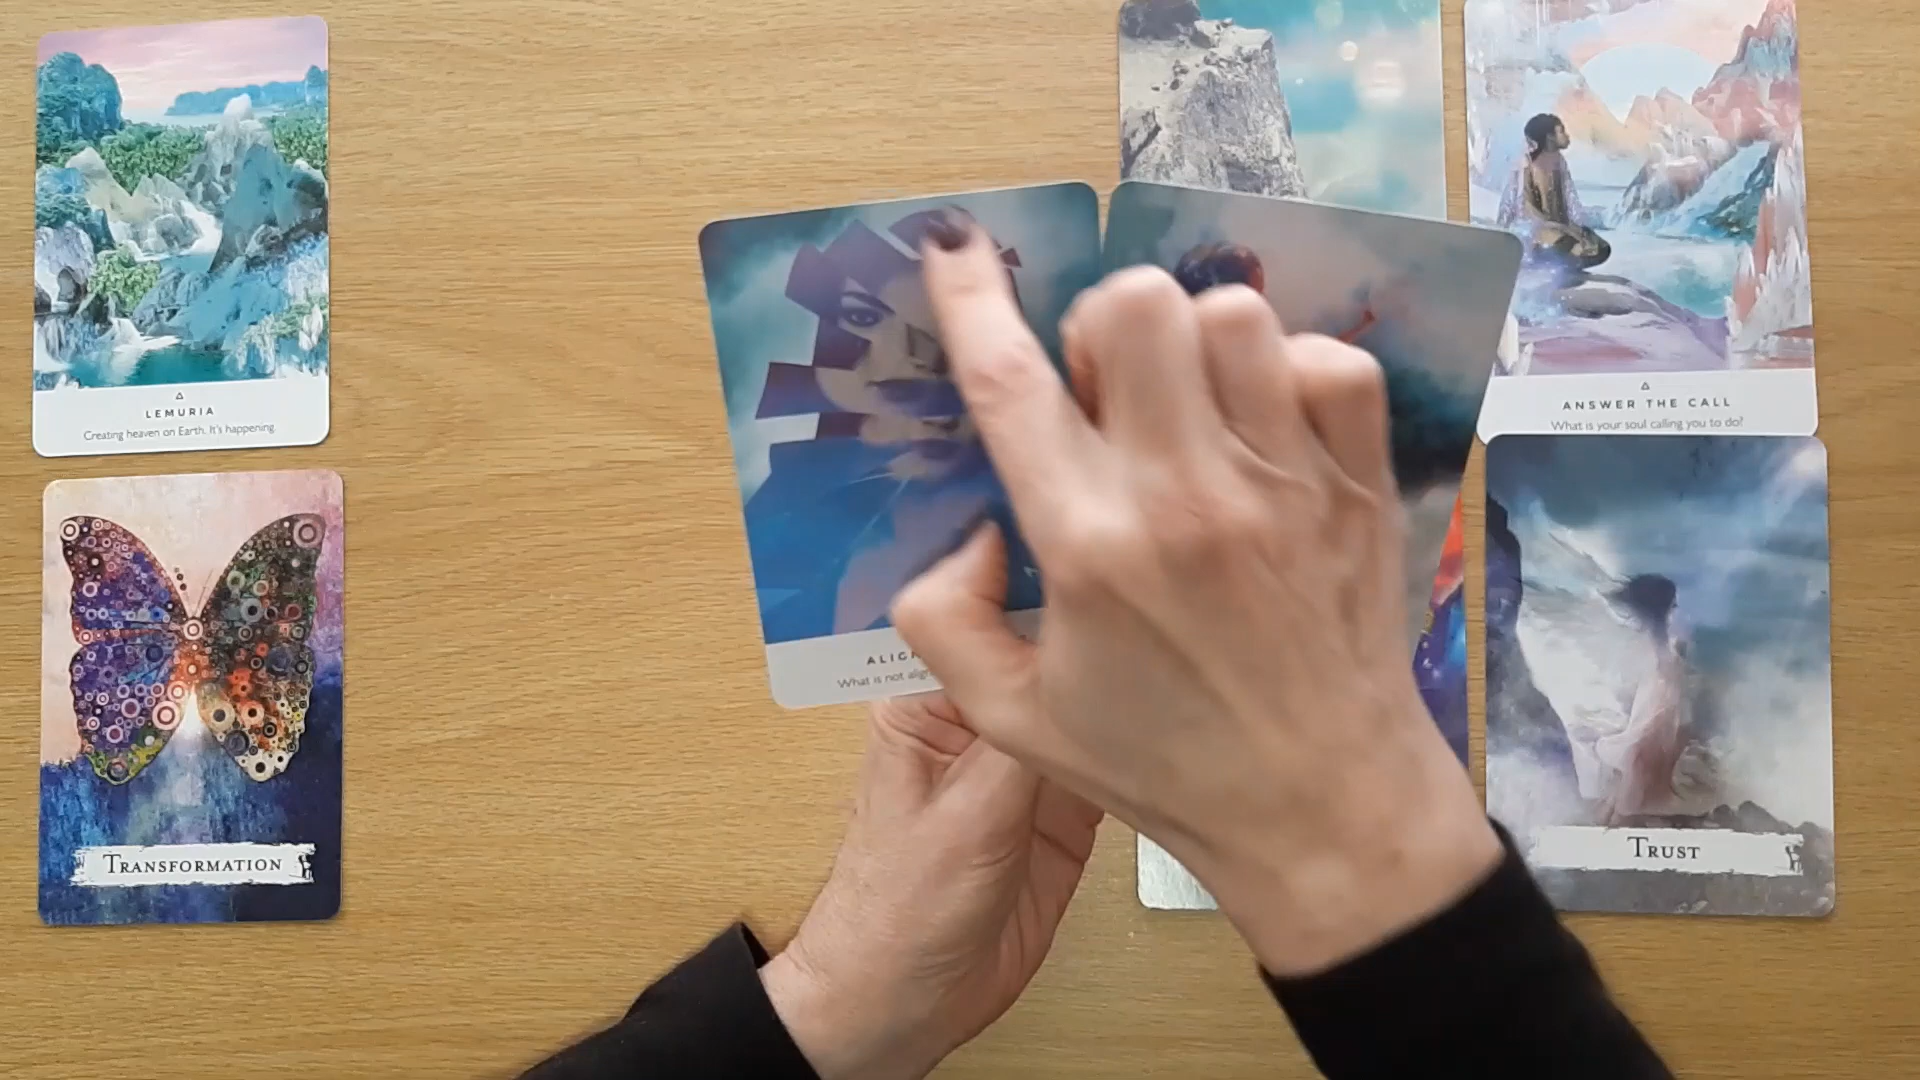 LEMURIA
Creating heaven on Earth. It's happening.
TRANSFORMATION
What is not
ANSWER THE CALL
What is your soul calling you to do?
TRUST